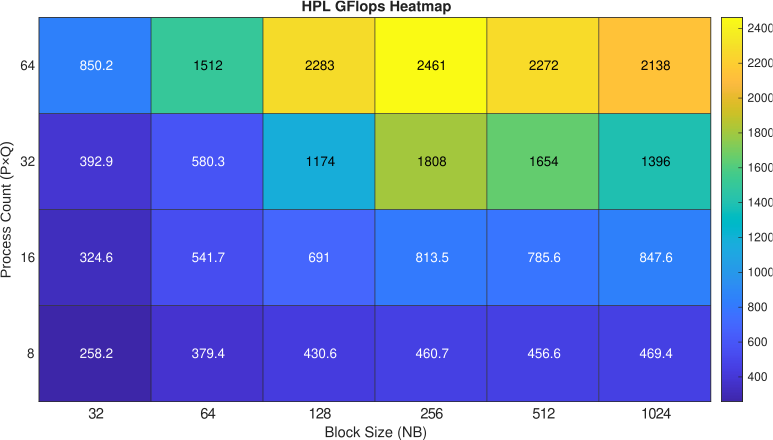 HPL GFlops Heatmap
Process Count (P×Q)
64 850.2 1512 2283 2461 2272 2138
32 392.9 580.3 1174 1808 1654 1396
16 324.6 541.7 691 813.5 785.6 847.6
8 258.2 379.4 430.6 460.7 456.6 469.4
32 64 128 256 512 1024
Block Size (NB)
2400
2200
2000
1800
1600
1400
1200
1000
800
600
400